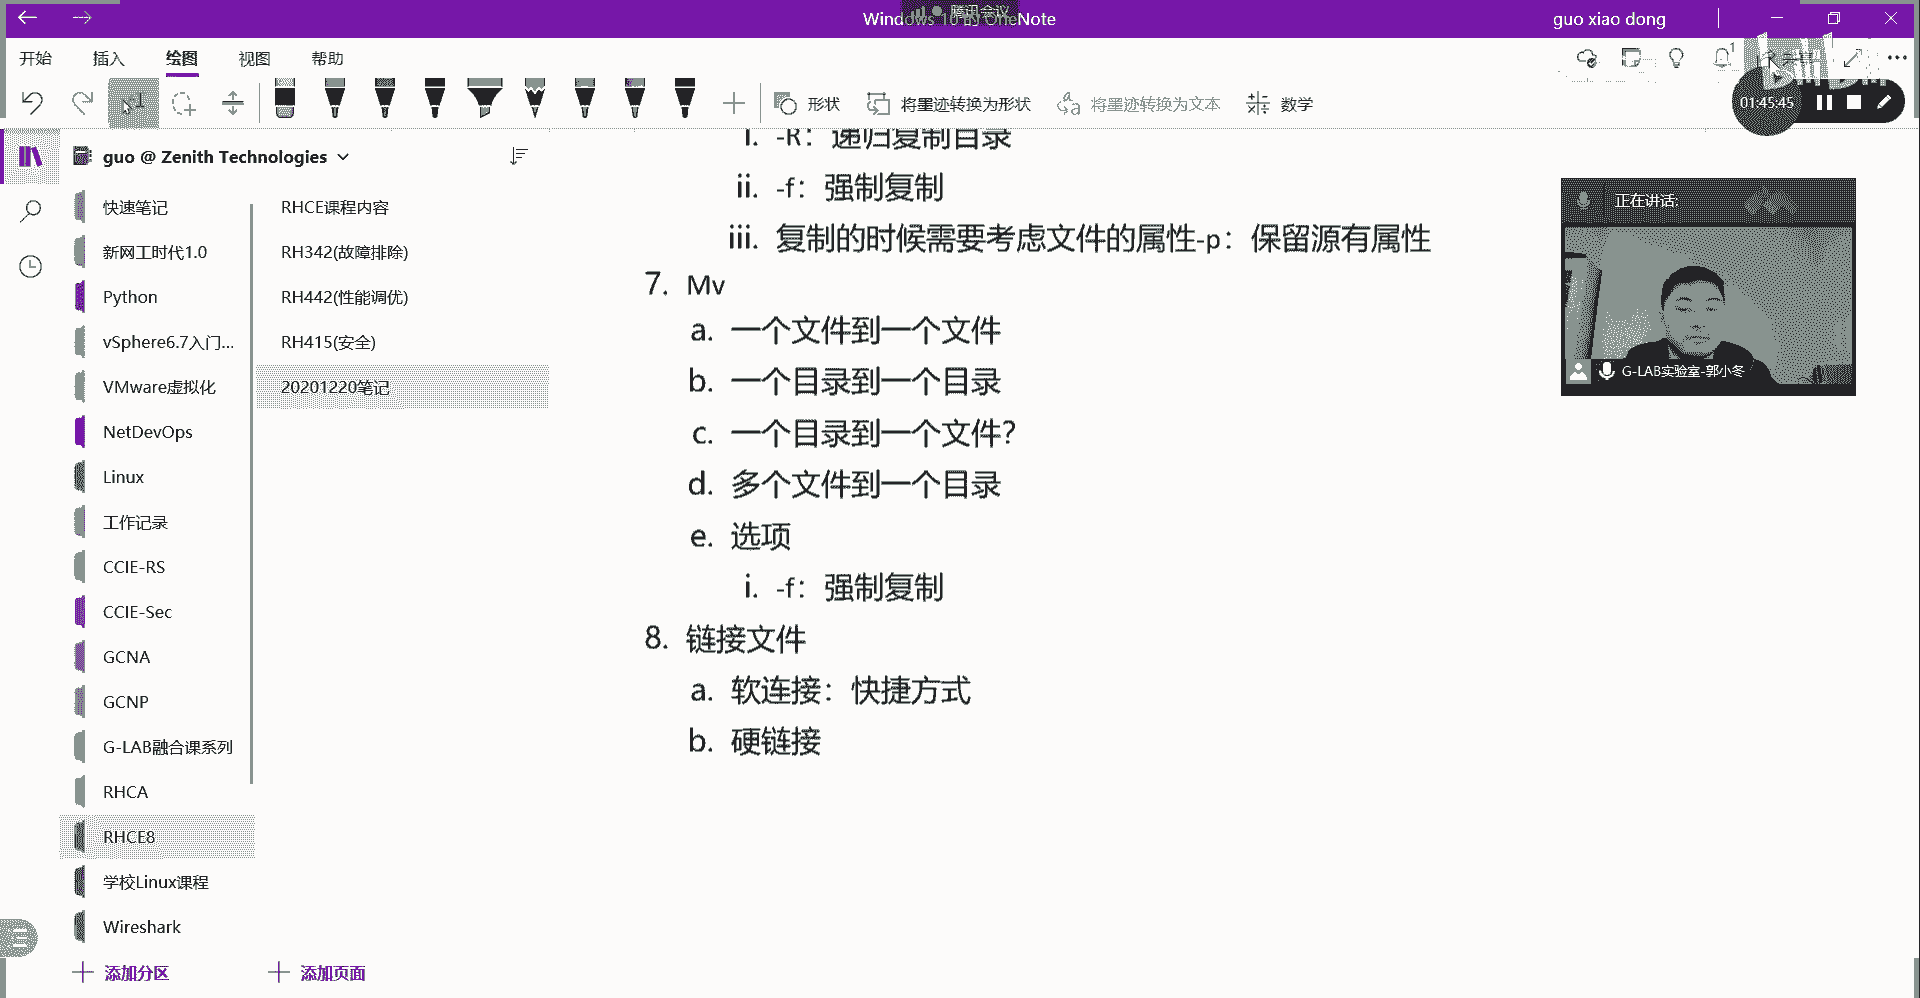 Windows 10 的 OneNote
腾讯会议
guo xiao dong
开始 插入 绘图 视图 帮助
形状 将墨迹转换为形状 将墨迹转换为文本 数学
01:45:45
guo @ Zenith Technologies
快速笔记
新网工时代1.0
Python
vSphere6.7入门...
VMware虚拟化
NetDevOps
Linux
工作记录
CCIE-RS
CCIE-Sec
GCNA
GCNP
G-LAB融合课系列
RHCA
RHCE8
学校Linux课程
Wireshark
添加分区
RHCE课程内容
RH342(故障排除)
RH442(性能调优)
RH415(安全)
20201220笔记
添加页面
i. -R：递归复制目录
ii. -f：强制复制
iii. 复制的时候需要考虑文件的属性-p：保留源有属性
7. Mv
a. 一个文件到一个文件
b. 一个目录到一个目录
c. 一个目录到一个文件?
d. 多个文件到一个目录
e. 选项
i. -f：强制复制
8. 链接文件
a. 软连接：快捷方式
b. 硬链接
正在讲话:
G-LAB实验室-郭小冬